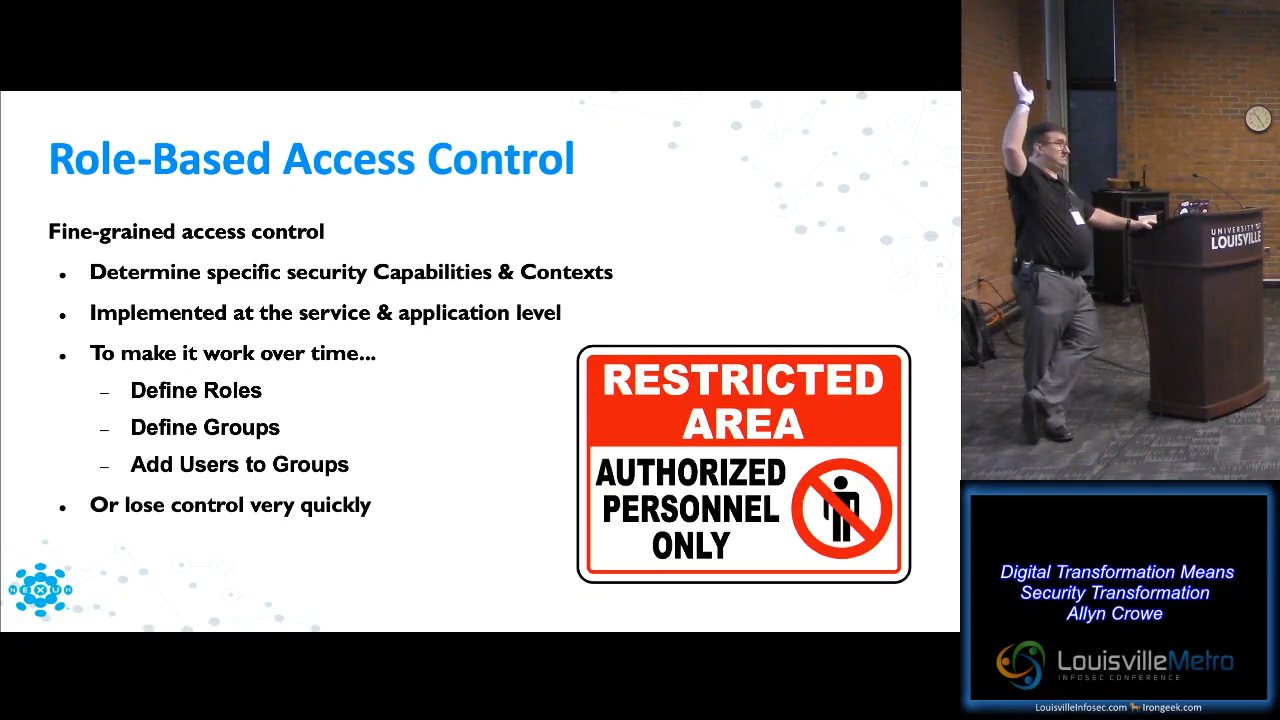 Role-Based Access Control
Fine-grained access control
• Determine specific security Capabilities & Contexts
• Implemented at the service & application level
• To make it work over time...
– Define Roles
– Define Groups
– Add Users to Groups
• Or lose control very quickly
RESTRICTED
AREA
AUTHORIZED
PERSONNEL
ONLY
NEXUM
UNIVERSITY OF
LOUISVILLE
Digital Transformation Means
Security Transformation
Allyn Crowe
LouisvilleMetro
INFOSEC CONFERENCE
LouisvilleInfosec.com Irongeek.com